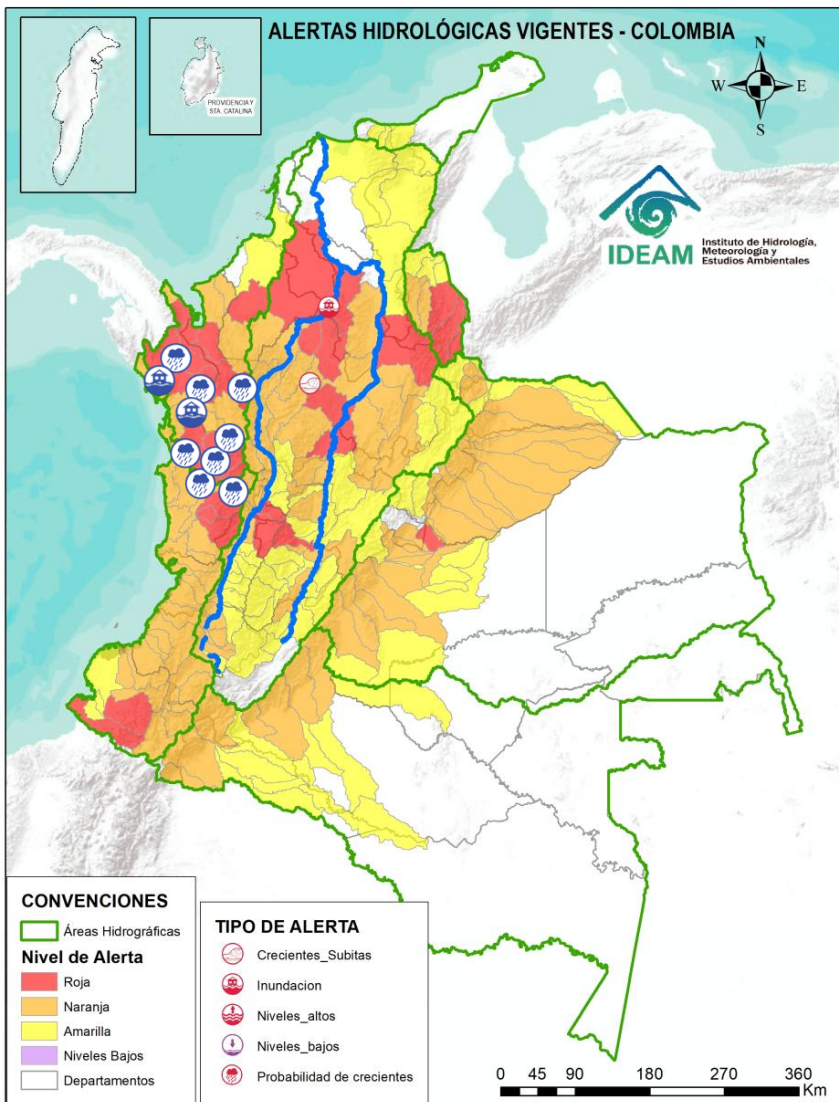 ALERTAS HIDROLÓGICAS VIGENTES - COLOMBIA
PROVIDENCIA Y
STA. CATALINA
N
W
E
S
IDEAM
Instituto de Hidrología,
Meteorología y
Estudios Ambientales
CONVENCIONES
Áreas Hidrográficas
Nivel de Alerta
Roja
Naranja
Amarilla
Niveles Bajos
Departamentos
TIPO DE ALERTA
Crecientes_Subitas
Inundacion
Niveles_altos
Niveles_bajos
Probabilidad de crecientes
0 45 90 180 270 360
Km